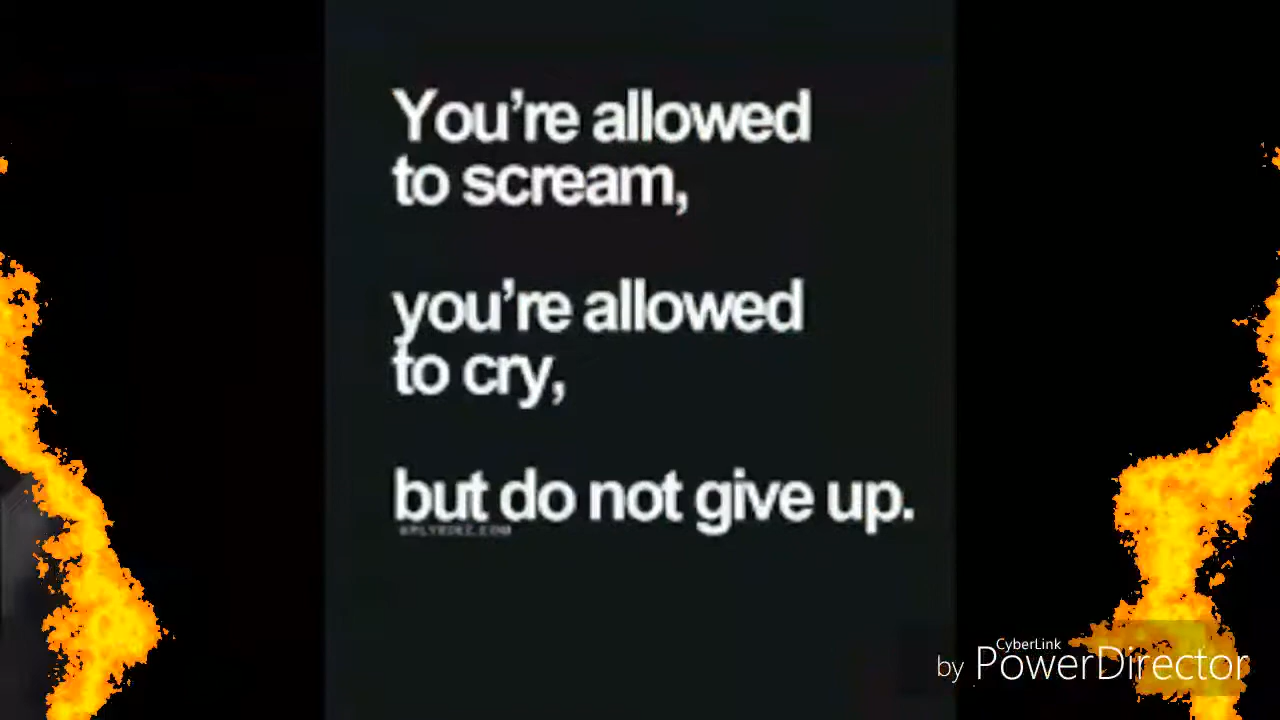 You're allowed
to scream,
you're allowed
to cry,
but do not give up.
CyberLink
by PowerDirector